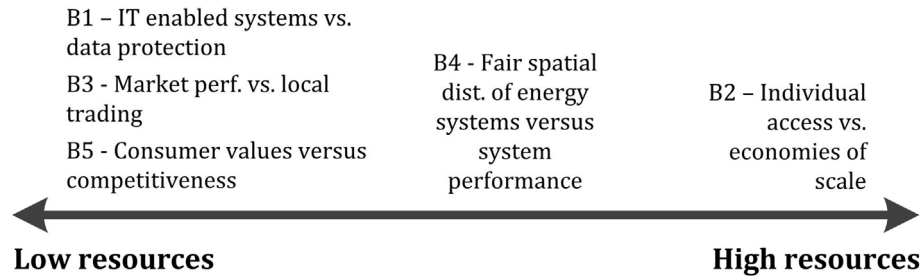 B1 – IT enabled systems vs.
data protection
B3 - Market perf. vs. local
trading
B5 - Consumer values versus
competitiveness
B4 - Fair spatial
dist. of energy
systems versus
system
performance
B2 – Individual
access vs.
economies of
scale
Low resources
High resources